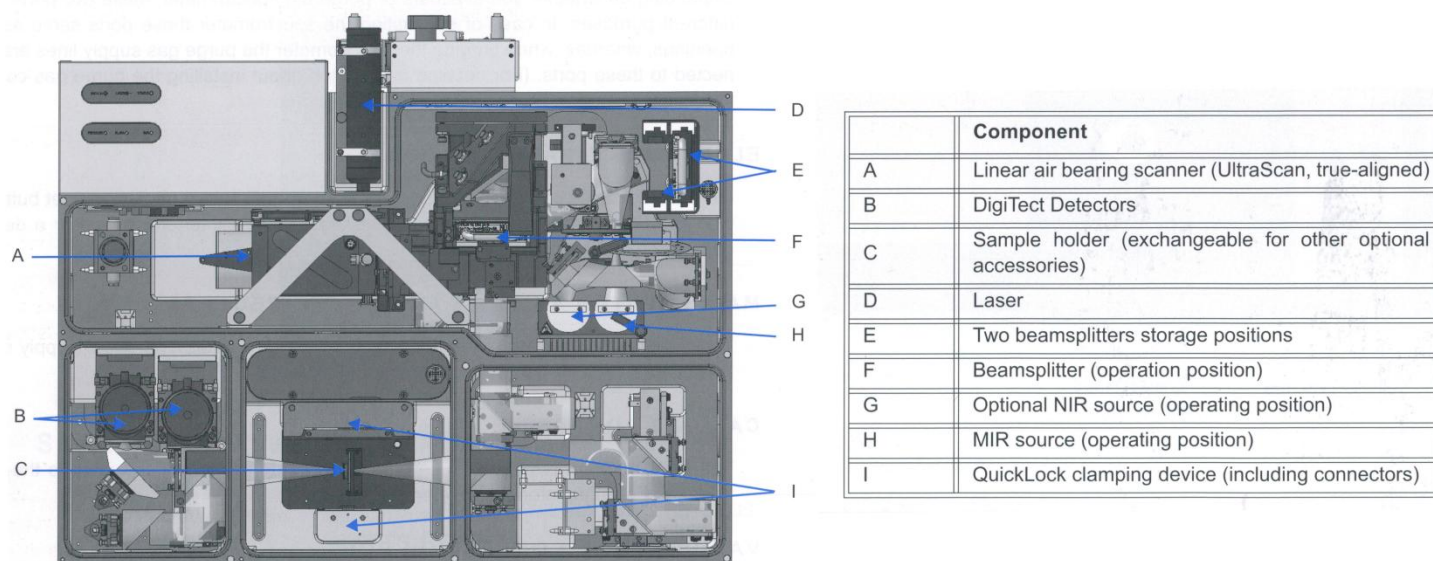 D
E
A
F
G
H
B
C
I
Component
A Linear air bearing scanner (UltraScan, true-aligned)
B DigiTect Detectors
C Sample holder (exchangeable for other optional
accessories)
D Laser
E Two beamsplitters storage positions
F Beamsplitter (operation position)
G Optional NIR source (operating position)
H MIR source (operating position)
I QuickLock clamping device (including connectors)